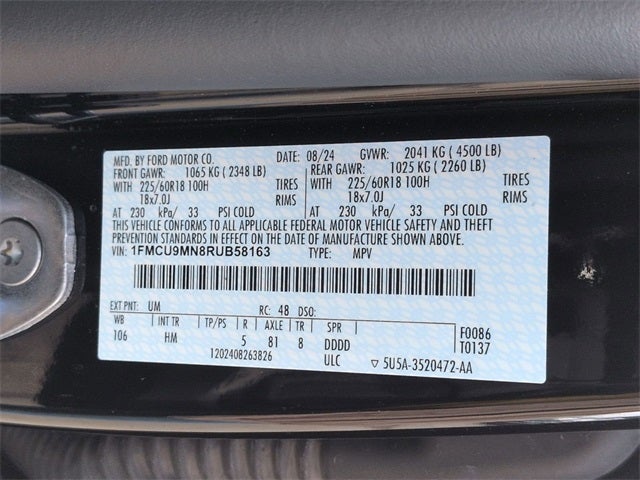 MFD. BY FORD MOTOR CO. DATE: 08/24 GVWR: 2041 KG ( 4500 LB)
FRONT GAWR: 1065 KG ( 2348 LB) REAR GAWR: 1025 KG ( 2260 LB)
WITH 225/60R18 100H TIRES WITH 225/60R18 100H TIRES
18x7.0J RIMS 18x7.0J RIMS
AT 230 kPa/ 33 PSI COLD AT 230 kPa/ 33 PSI COLD
THIS VEHICLE CONFORMS TO ALL APPLICABLE FEDERAL MOTOR VEHICLE SAFETY AND THEFT
PREVENTION STANDARDS IN EFFECT ON THE DATE OF MANUFACTURE SHOWN ABOVE.
VIN: 1FMCU9MN8RUB58163 TYPE: MPV
EXT PNT: UM RC: 48 DSO:
WB INT TR TP/PS R AXLE TR SPR F0086
106 HM 5 81 8 DDDD T0137
1202408263826 ULC ▽ 5U5A-3520472-AA